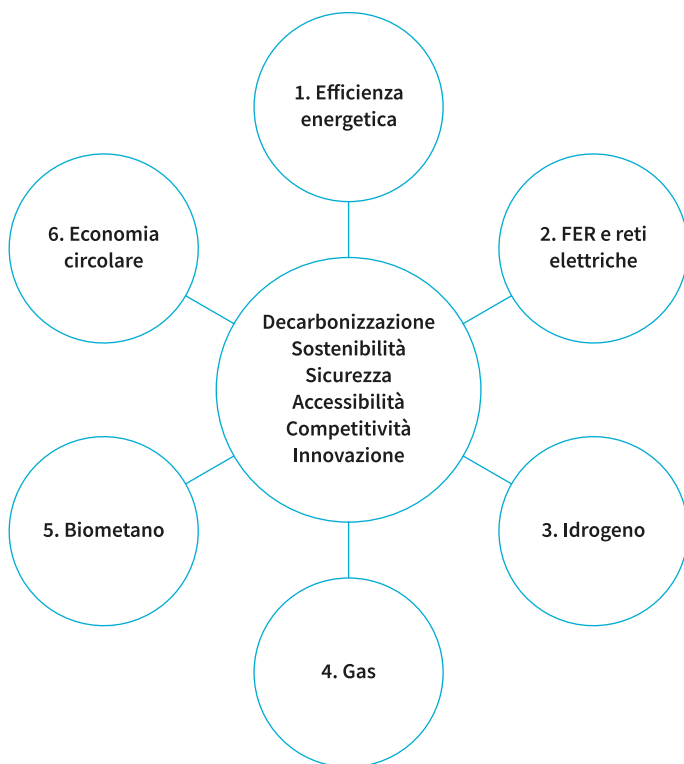 1. Efficienza
energetica
2. FER e reti
elettriche
3. Idrogeno
4. Gas
5. Biometano
6. Economia
circolare
Decarbonizzazione
Sostenibilità
Sicurezza
Accessibilità
Competitività
Innovazione